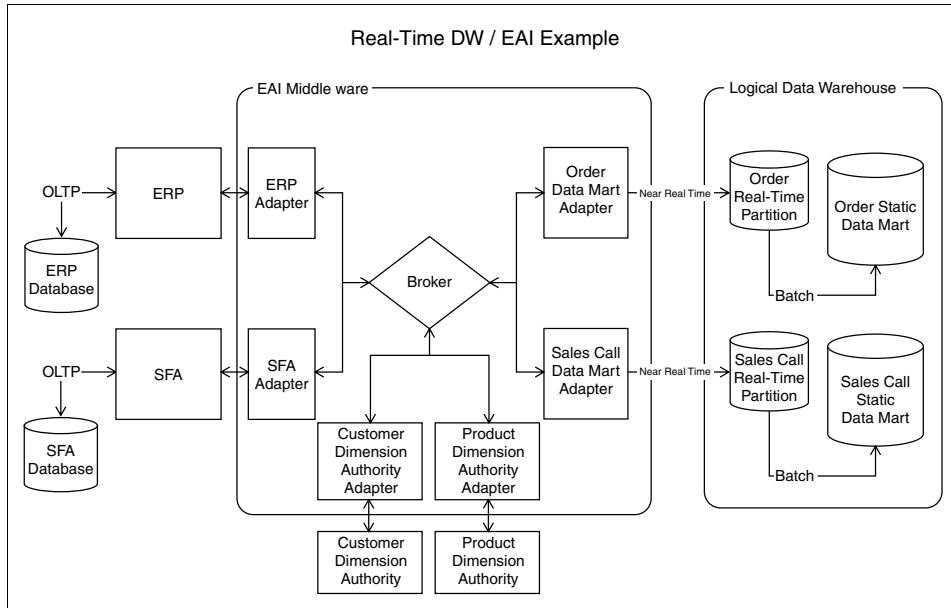 Real-Time DW / EAI Example
EAI Middle ware
Logical Data Warehouse
OLTP
ERP
ERP
Adapter
Order
Data Mart
Adapter
Near Real Time
Order
Real-Time
Partition
Order Static
Data Mart
ERP
Database
Broker
Batch
OLTP
SFA
SFA
Adapter
Sales Call
Data Mart
Adapter
Near Real Time
Sales Call
Real-Time
Partition
Sales Call
Static
Data Mart
SFA
Database
Customer
Dimension
Authority
Adapter
Product
Dimension
Authority
Adapter
Batch
Customer
Dimension
Authority
Product
Dimension
Authority